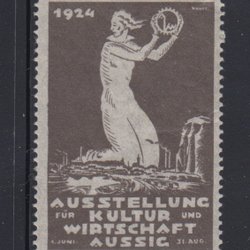 1924
AUSSTELLUNG
FÜR KULTUR UND
WIRTSCHAFT
AUSSIG
1. JUNI 31. AUG.